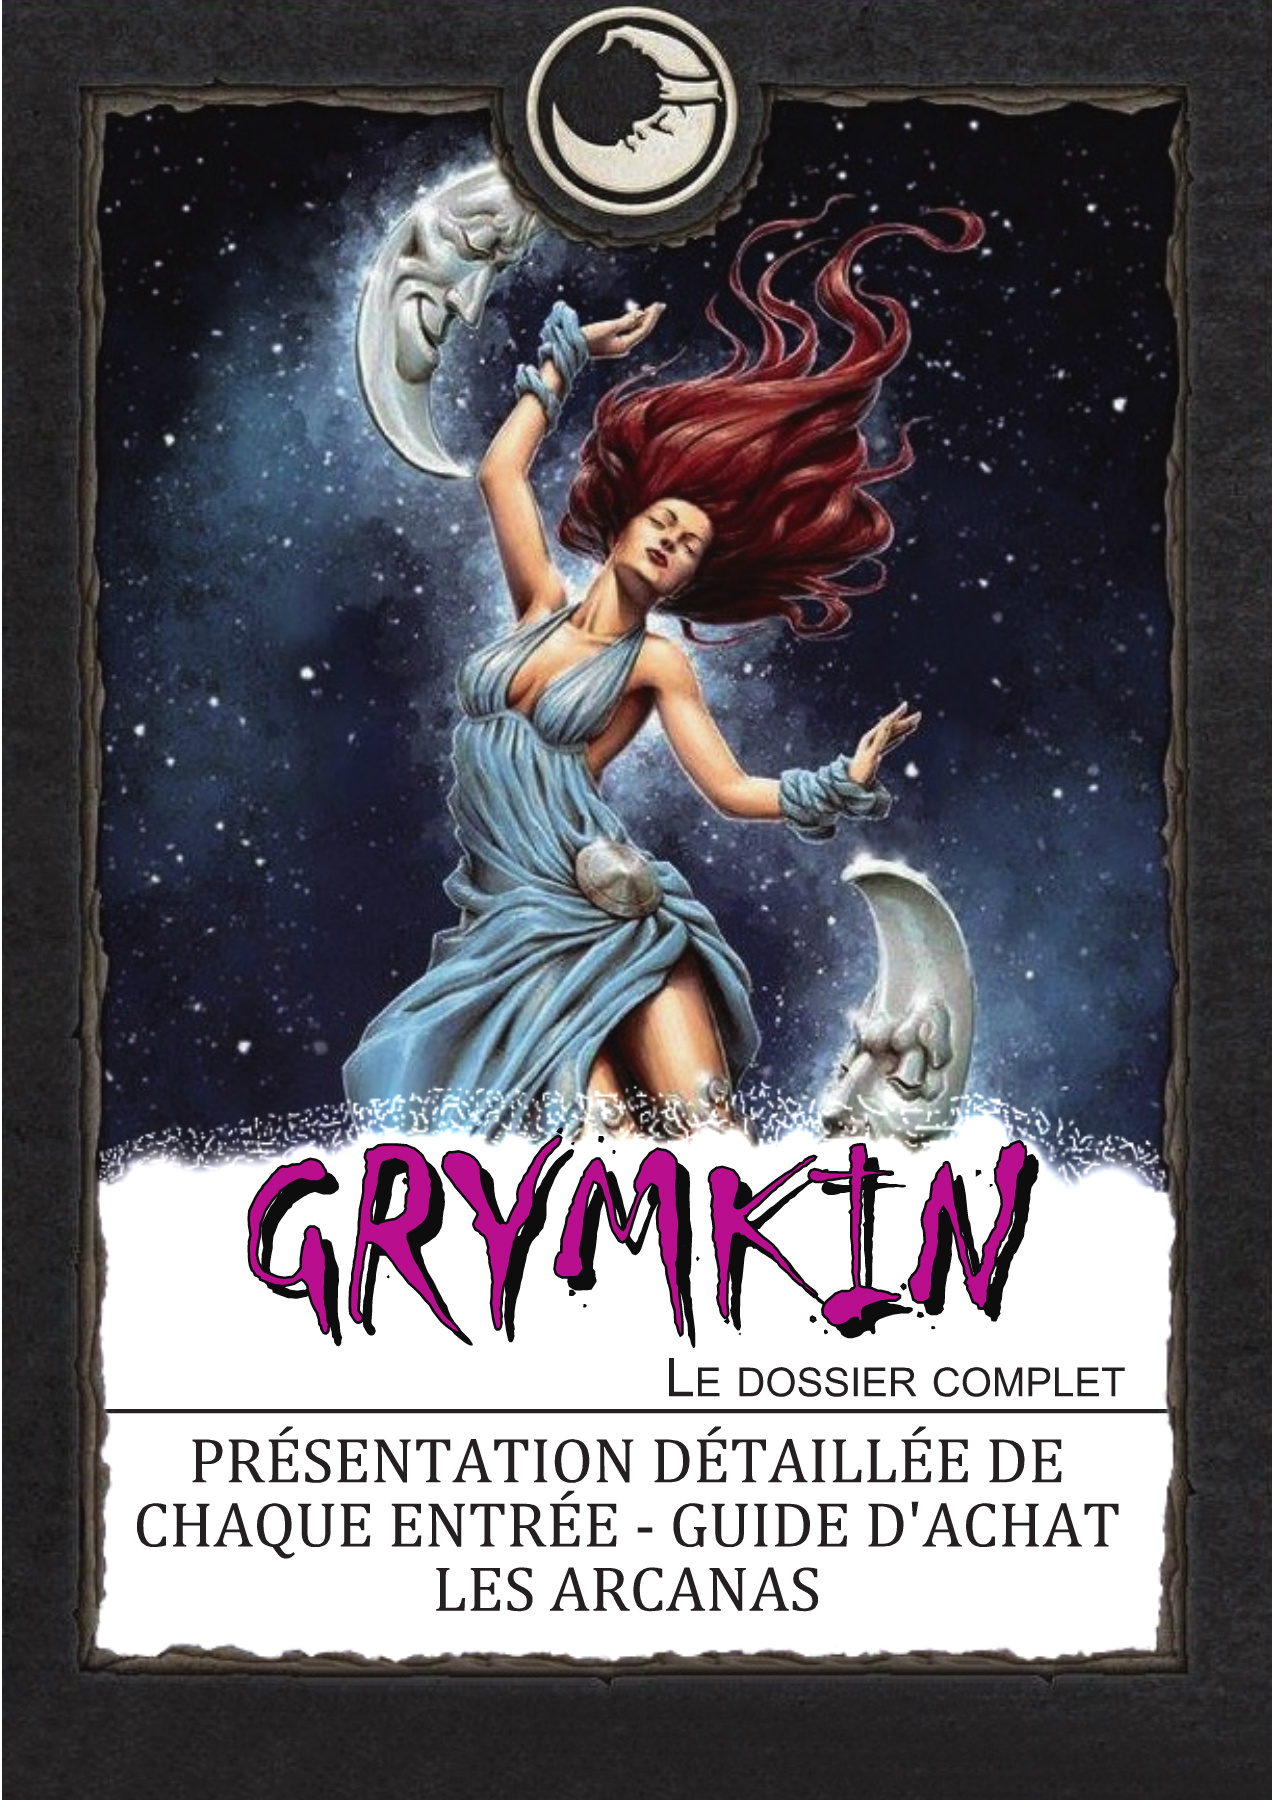 GRYMKIN
LE DOSSIER COMPLET
PRÉSENTATION DÉTAILLÉE DE
CHAQUE ENTRÉE - GUIDE D'ACHAT
LES ARCANAS